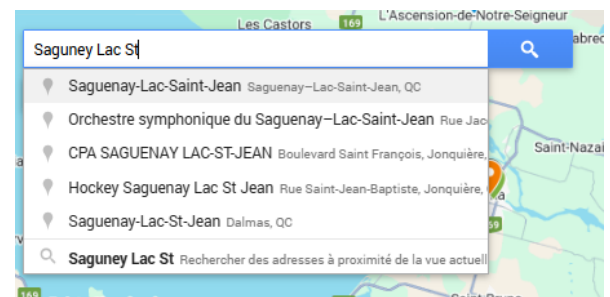 Les Castors
169
L'Ascension-de-Notre-Seigneur
Saguney Lac St
Saguenay-Lac-Saint-Jean Saguenay–Lac-Saint-Jean, QC
Orchestre symphonique du Saguenay–Lac-Saint-Jean Rue Jac
CPA SAGUENAY LAC-ST-JEAN Boulevard Saint François, Jonquière,
Saint-Nazai
Hockey Saguenay Lac St Jean Rue Saint-Jean-Baptiste, Jonquière,
Saguenay-Lac-St-Jean Dalmas, QC
69
Saguney Lac St Rechercher des adresses à proximité de la vue actuell
169